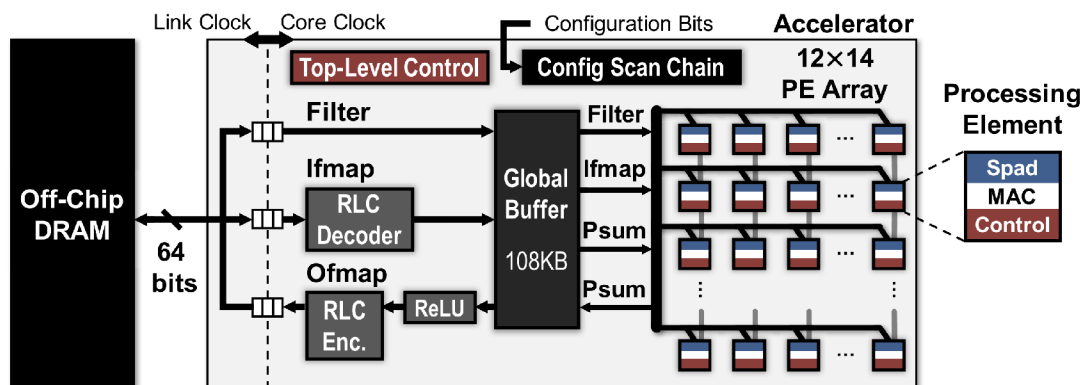 Link Clock
Core Clock
Configuration Bits
Accelerator
Top-Level Control
Config Scan Chain
12×14
PE Array
Off-Chip
DRAM
64
bits
Filter
Ifmap
RLC
Decoder
Ofmap
RLC
Enc.
ReLU
Global
Buffer
108KB
Filter
Ifmap
Psum
Psum
...
...
...
...
...
...
Processing
Element
Spad
MAC
Control